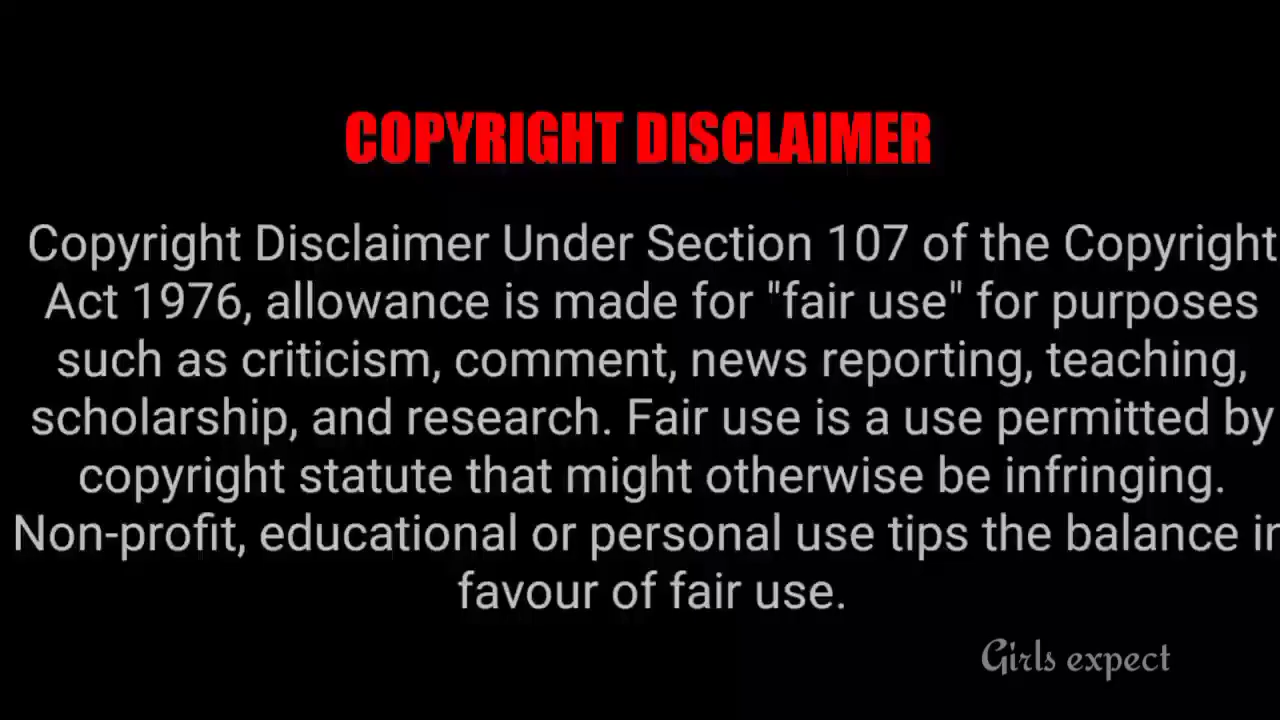 COPYRIGHT DISCLAIMER
Copyright Disclaimer Under Section 107 of the Copyright
Act 1976, allowance is made for "fair use" for purposes
such as criticism, comment, news reporting, teaching,
scholarship, and research. Fair use is a use permitted by
copyright statute that might otherwise be infringing.
Non-profit, educational or personal use tips the balance in
favour of fair use.
Girls expect